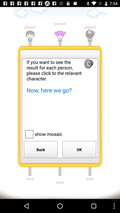 7:54
If you want to see the
result for each person,
please click to the relavant
character.
Now, here we go?
show mosaic
Back
OK